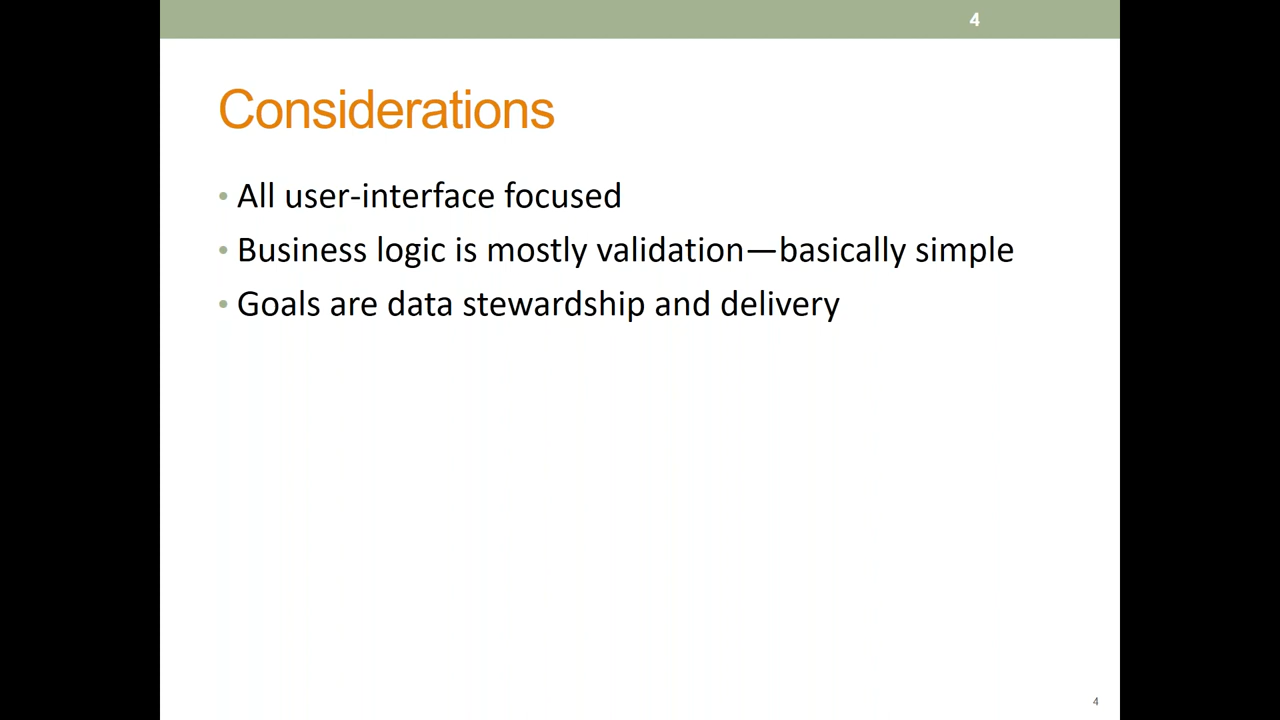 4
Considerations
• All user-interface focused
• Business logic is mostly validation—basically simple
• Goals are data stewardship and delivery
4